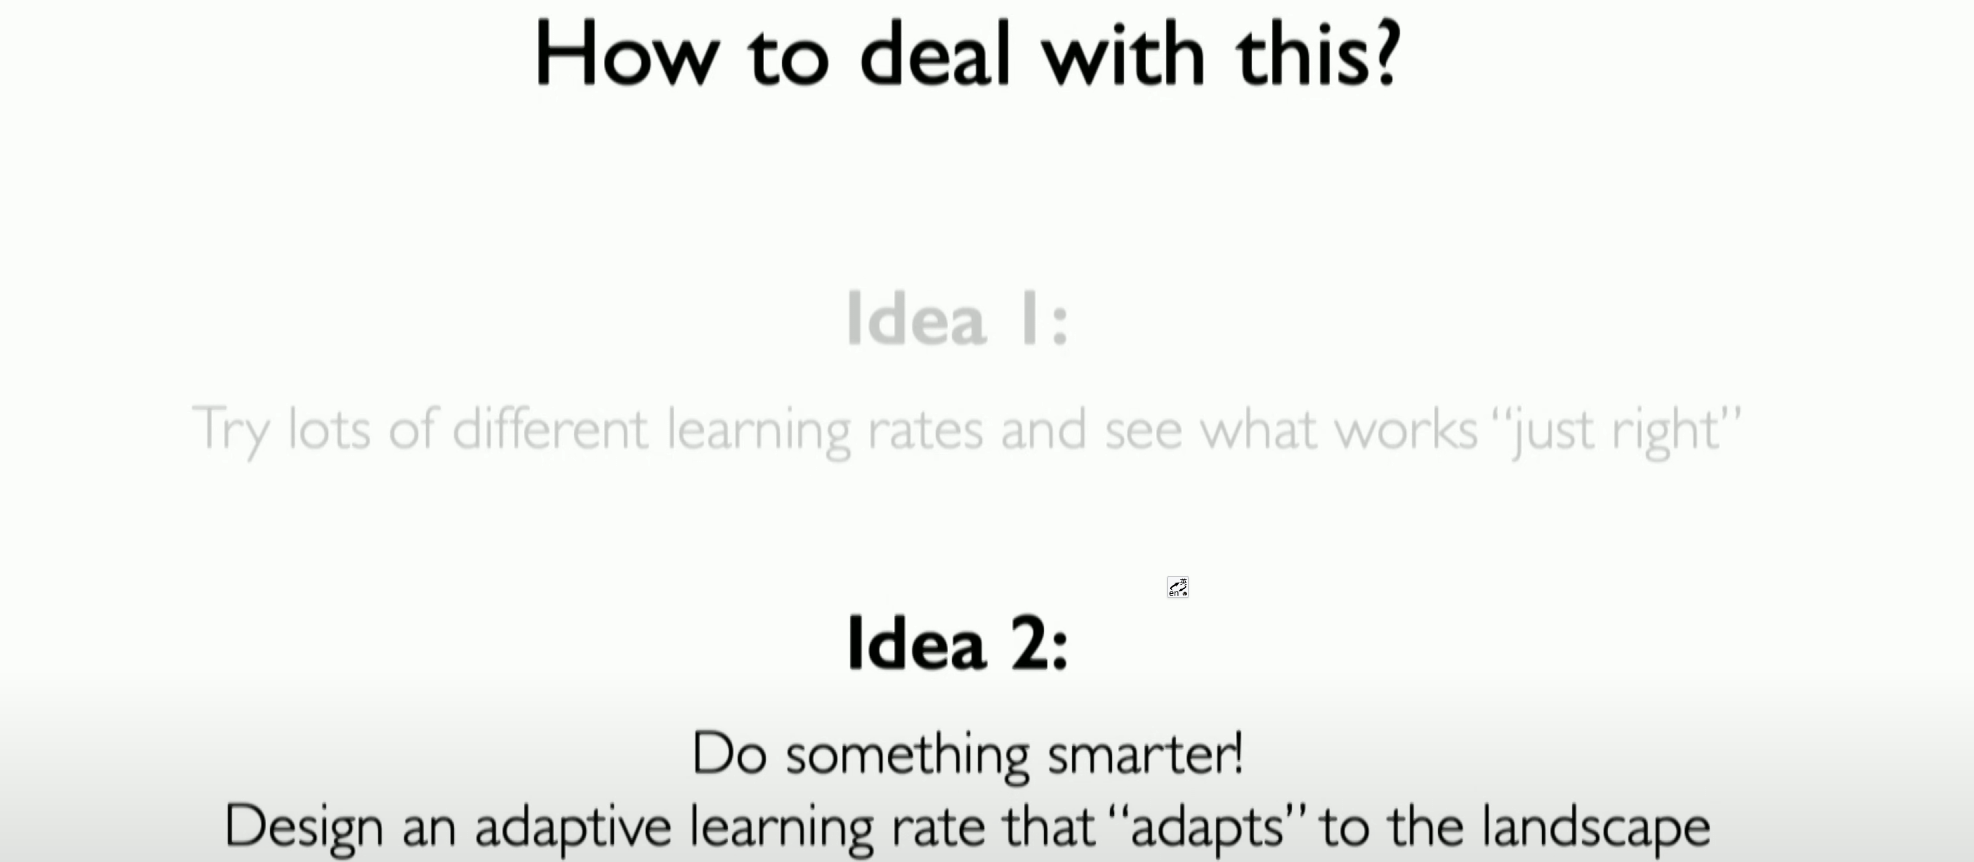 How to deal with this?
Idea 1:
Try lots of different learning rates and see what works “just right”
en
Idea 2:
Do something smarter!
Design an adaptive learning rate that “adapts” to the landscape